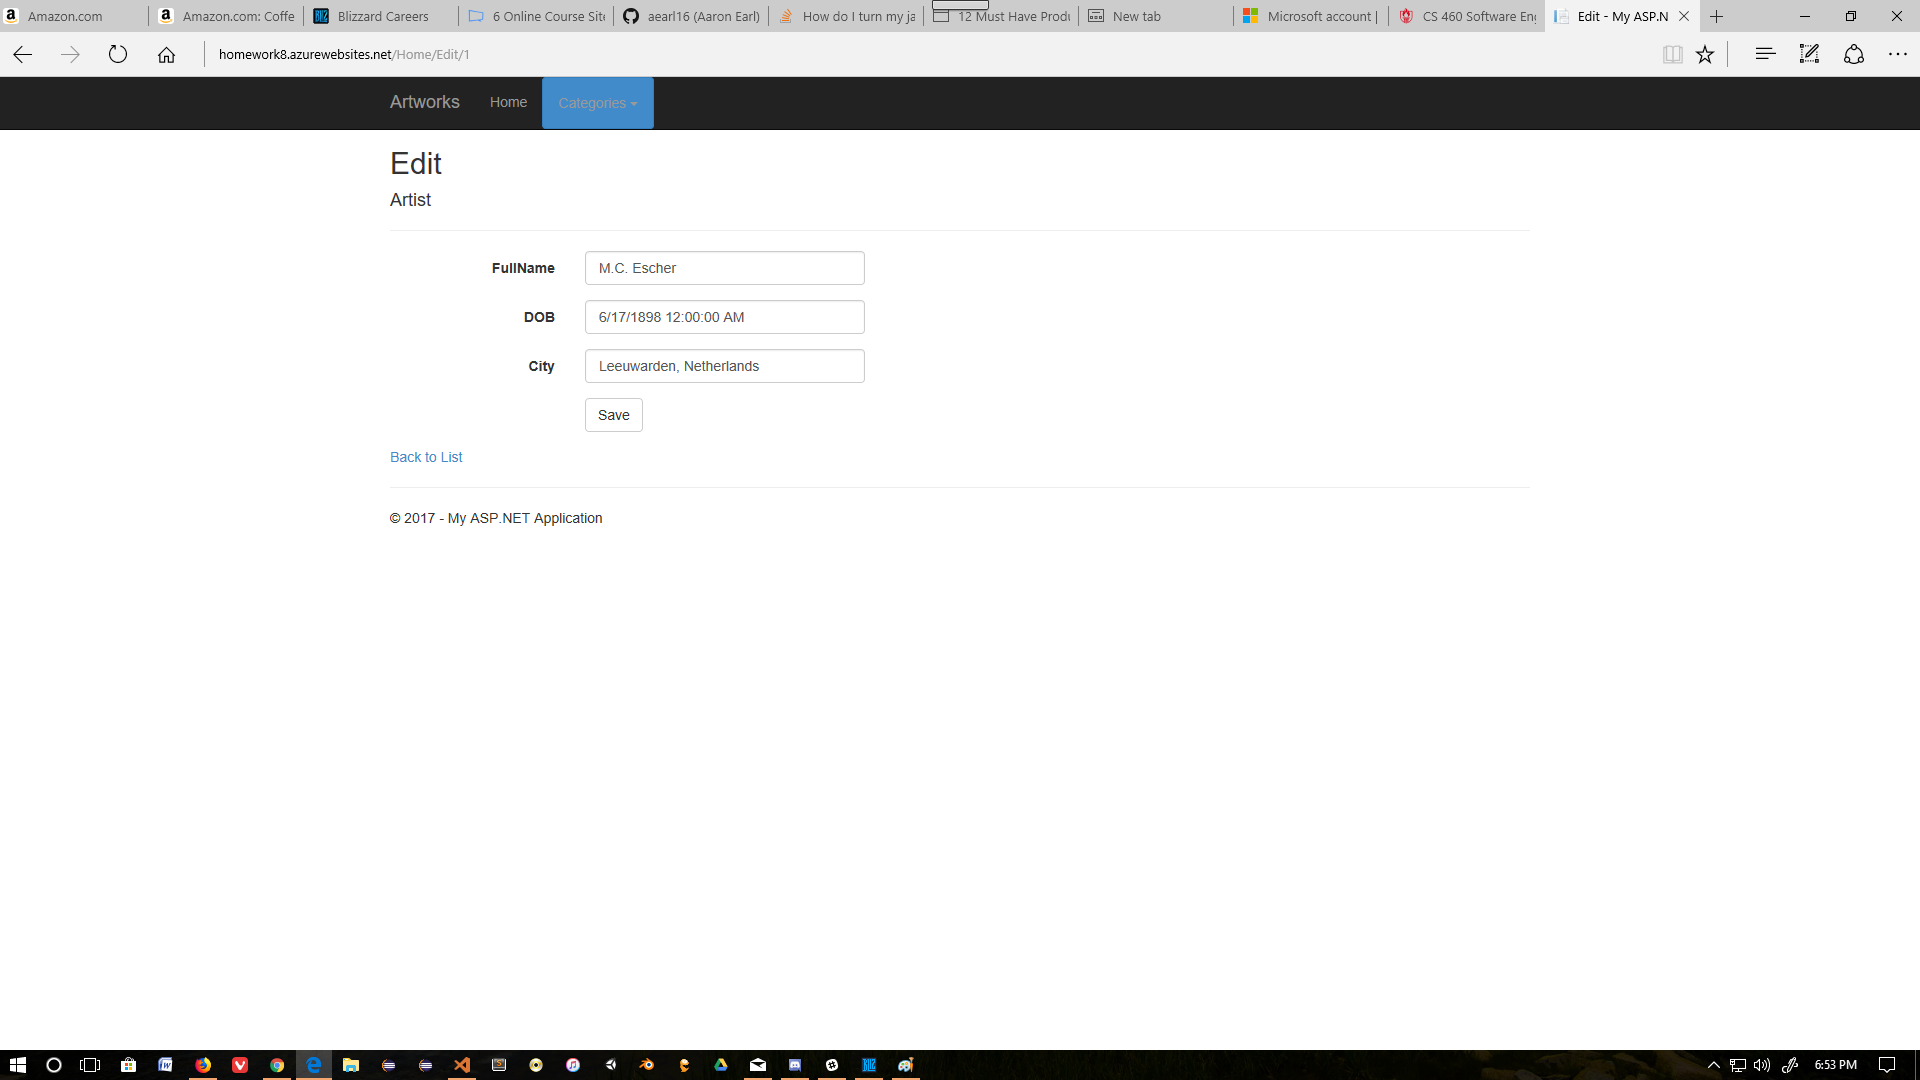 Amazon.com
Amazon.com: Coffe
Blizzard Careers
6 Online Course Site
aearl16 (Aaron Earl)
How do I turn my ja
12 Must Have Produ
New tab
Microsoft account |
CS 460 Software Eng
Edit - My ASP.N
homework8.azurewebsites.net/Home/Edit/1
Artworks
Home
Categories
Edit
Artist
FullName
M.C. Escher
DOB
6/17/1898 12:00:00 AM
City
Leeuwarden, Netherlands
Save
Back to List
© 2017 - My ASP.NET Application
6:53 PM